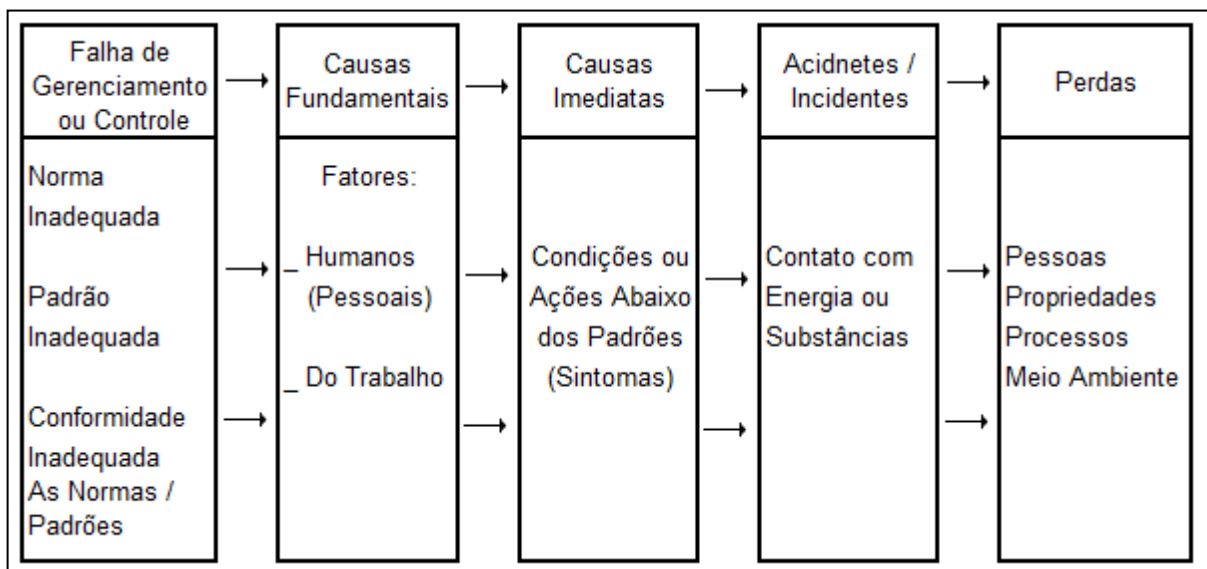 Falha de
Gerenciamento
ou Controle
Norma
Inadequada
Padrão
Inadequada
Conformidade
Inadequada
As Normas /
Padrões
Causas
Fundamentais
Fatores:
_ Humanos
(Pessoais)
_ Do Trabalho
Causas
Imediatas
Condições ou
Ações Abaixo
dos Padrões
(Sintomas)
Acidnetes /
Incidentes
Contato com
Energia ou
Substâncias
Perdas
Pessoas
Propriedades
Processos
Meio Ambiente